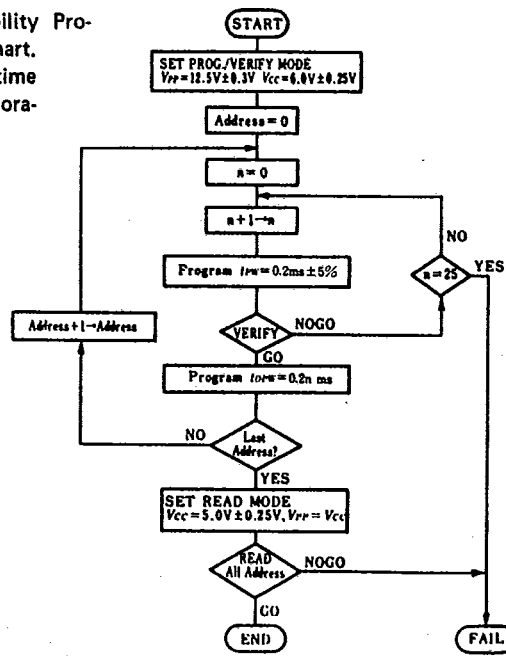 bility Pro-
hart.
time
ora-
START
SET PROG./VERIFY MODE
VPP=12.5V±0.3V VCC=6.0V±0.25V
Address=0
n=0
n+1→n
Program tPW=0.2ms±5%
VERIFY
NOGO
GO
n=25
NO
YES
Address+1→Address
Program tOPW=0.2n ms
Last
Address?
NO
YES
SET READ MODE
VCC=5.0V±0.25V, VPP=VCC
READ
All Address
NOGO
GO
END
FAIL